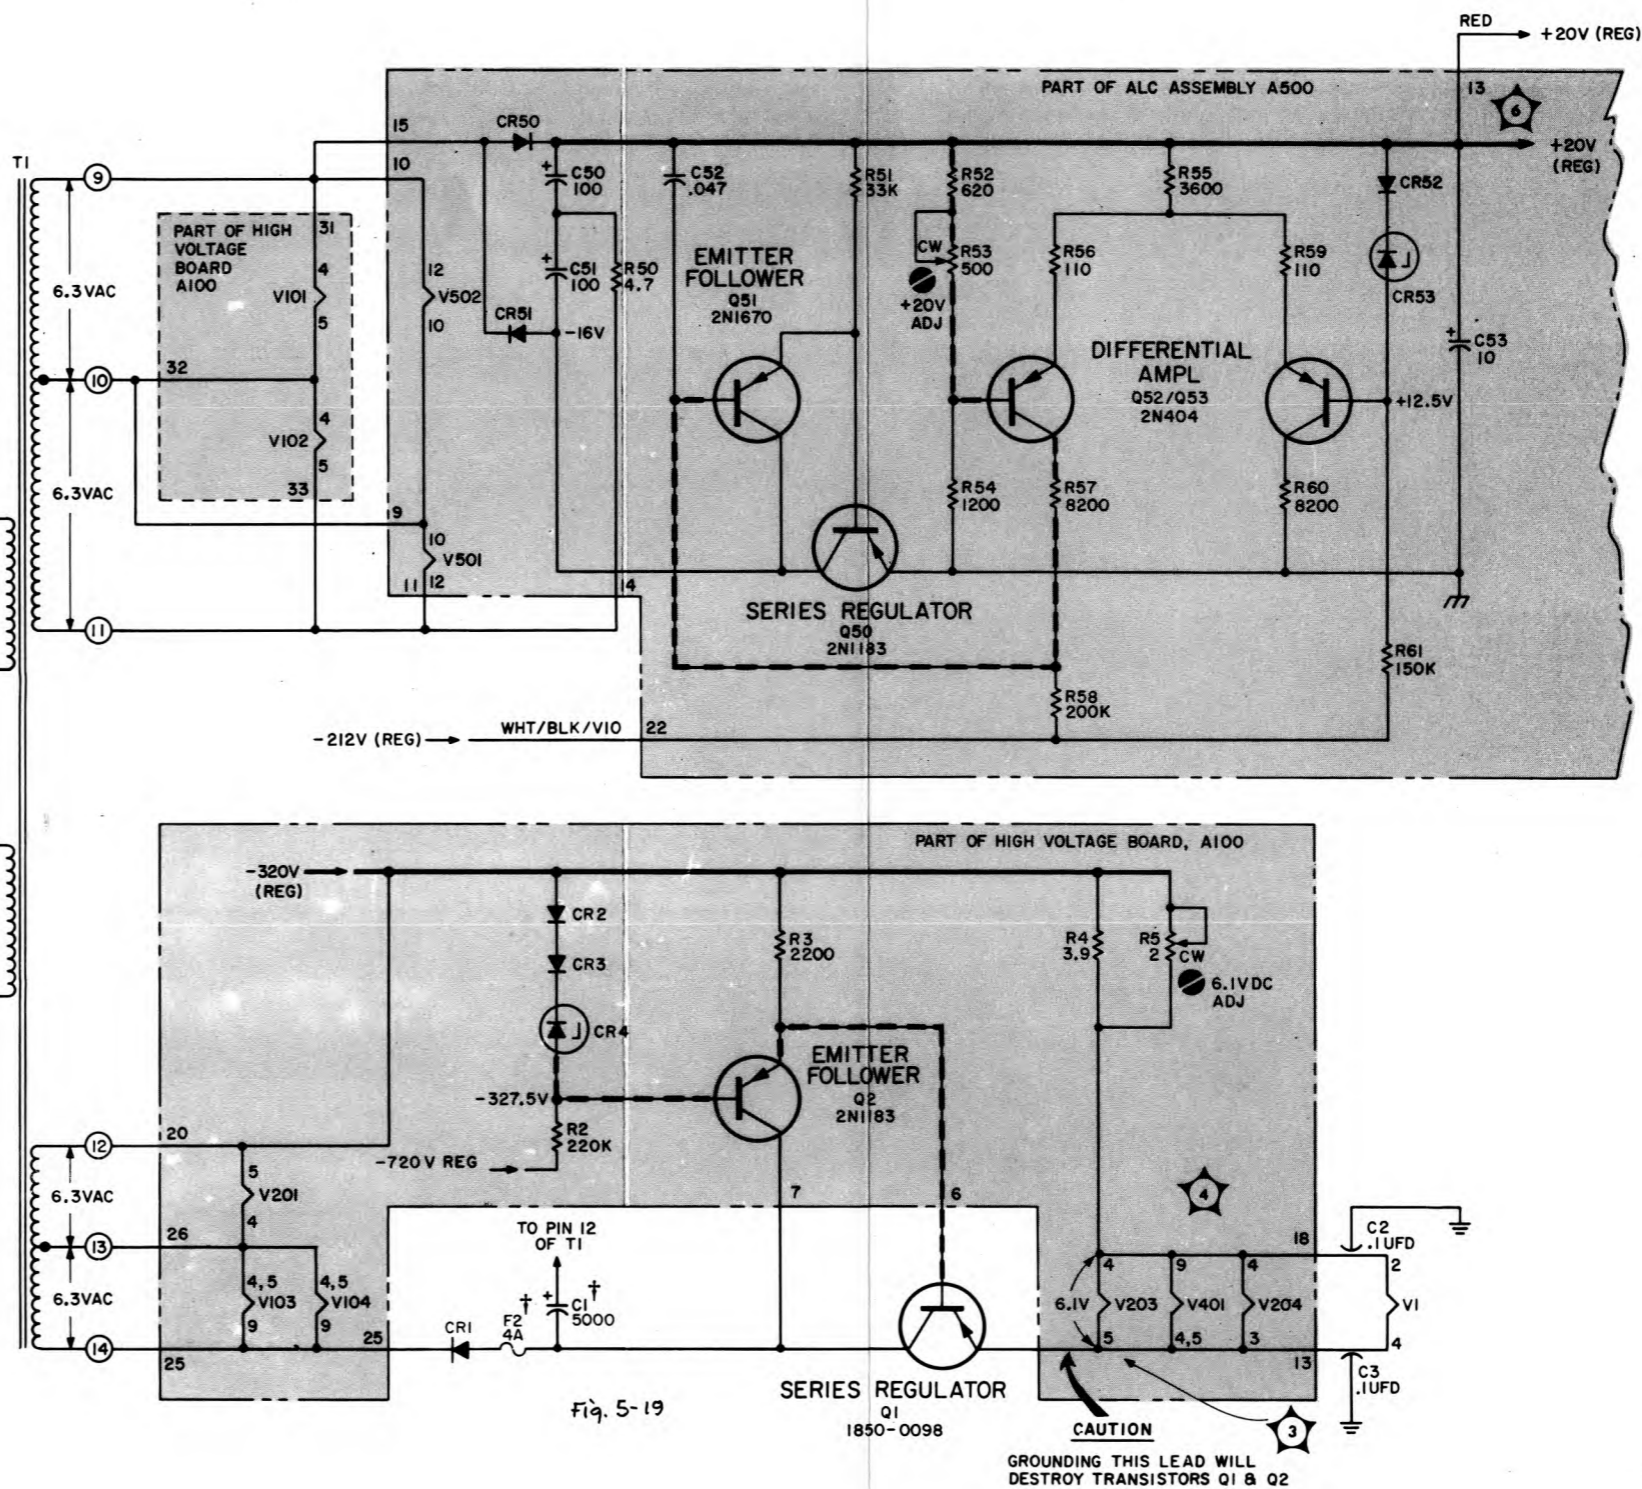 RED
+20V (REG)
PART OF ALC ASSEMBLY A500
13
6
+20V
(REG)
T1
9
10
11
6.3VAC
6.3VAC
PART OF HIGH
VOLTAGE
BOARD
A100
31
4
V101
5
32
4
V102
5
33
15
10
12
V502
10
9
10
V501
11
12
14
CR50
+
C50
100
+
C51
100
CR51
-16V
R50
4.7
C52
.047
EMITTER
FOLLOWER
Q51
2N1670
R51
33K
R52
620
CW
R53
500
+20V
ADJ
R54
1200
R55
3600
R56
110
R59
110
DIFFERENTIAL
AMPL
Q52/Q53
2N404
R57
8200
R60
8200
CR52
CR53
+12.5V
+
C53
10
SERIES REGULATOR
Q50
2N1183
R58
200K
R61
150K
-212V (REG)
WHT/BLK/VIO
22
PART OF HIGH VOLTAGE BOARD, A100
-320V
(REG)
CR2
CR3
CR4
-327.5V
R2
220K
-720V REG
R3
2200
EMITTER
FOLLOWER
Q2
2N1183
R4
3.9
R5
2
CW
6.1VDC
ADJ
12
20
6.3VAC
5
V201
4
13
26
6.3VAC
4,5
V103
9
4,5
V104
9
14
25
25
CR1
F2†
4A
TO PIN 12
OF T1
+
C1†
5000
7
6
SERIES REGULATOR
Q1
1850-0098
4
6.1V
4
V203
5
9
V401
4,5
4
V204
3
18
13
C2
.1UFD
2
V1
4
C3
.1UFD
3
CAUTION
GROUNDING THIS LEAD WILL
DESTROY TRANSISTORS Q1 & Q2
Fig. 5-19